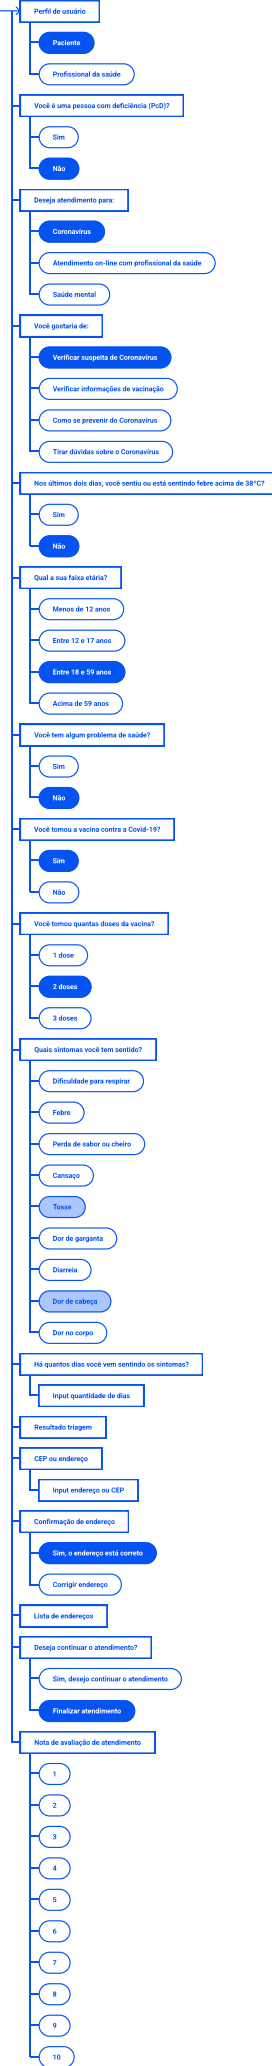 Perfil de usuário
Paciente
Profissional da saúde
Você é uma pessoa com deficiência (PcD)?
Sim
Não
Deseja atendimento para:
Coronavírus
Atendimento on-line com profissional da saúde
Saúde mental
Você gostaria de:
Verificar suspeita de Coronavírus
Verificar informações de vacinação
Como se prevenir do Coronavírus
Tirar dúvidas sobre o Coronavírus
Nos últimos dois dias, você sentiu ou está sentindo febre acima de 38°C?
Sim
Não
Qual a sua faixa etária?
Menos de 12 anos
Entre 12 e 17 anos
Entre 18 e 59 anos
Acima de 59 anos
Você tem algum problema de saúde?
Sim
Não
Você tomou a vacina contra a Covid-19?
Sim
Não
Você tomou quantas doses da vacina?
1 dose
2 doses
3 doses
Quais sintomas você tem sentido?
Dificuldade para respirar
Febre
Perda de sabor ou cheiro
Cansaço
Tosse
Dor de garganta
Diarreia
Dor de cabeça
Dor no corpo
Há quantos dias você vem sentindo os sintomas?
Input quantidade de dias
Resultado triagem
CEP ou endereço
Input endereço ou CEP
Confirmação de endereço
Sim, o endereço está correto
Corrigir endereço
Lista de endereços
Deseja continuar o atendimento?
Sim, desejo continuar o atendimento
Finalizar atendimento
Nota de avaliação de atendimento
1
2
3
4
5
6
7
8
9
10